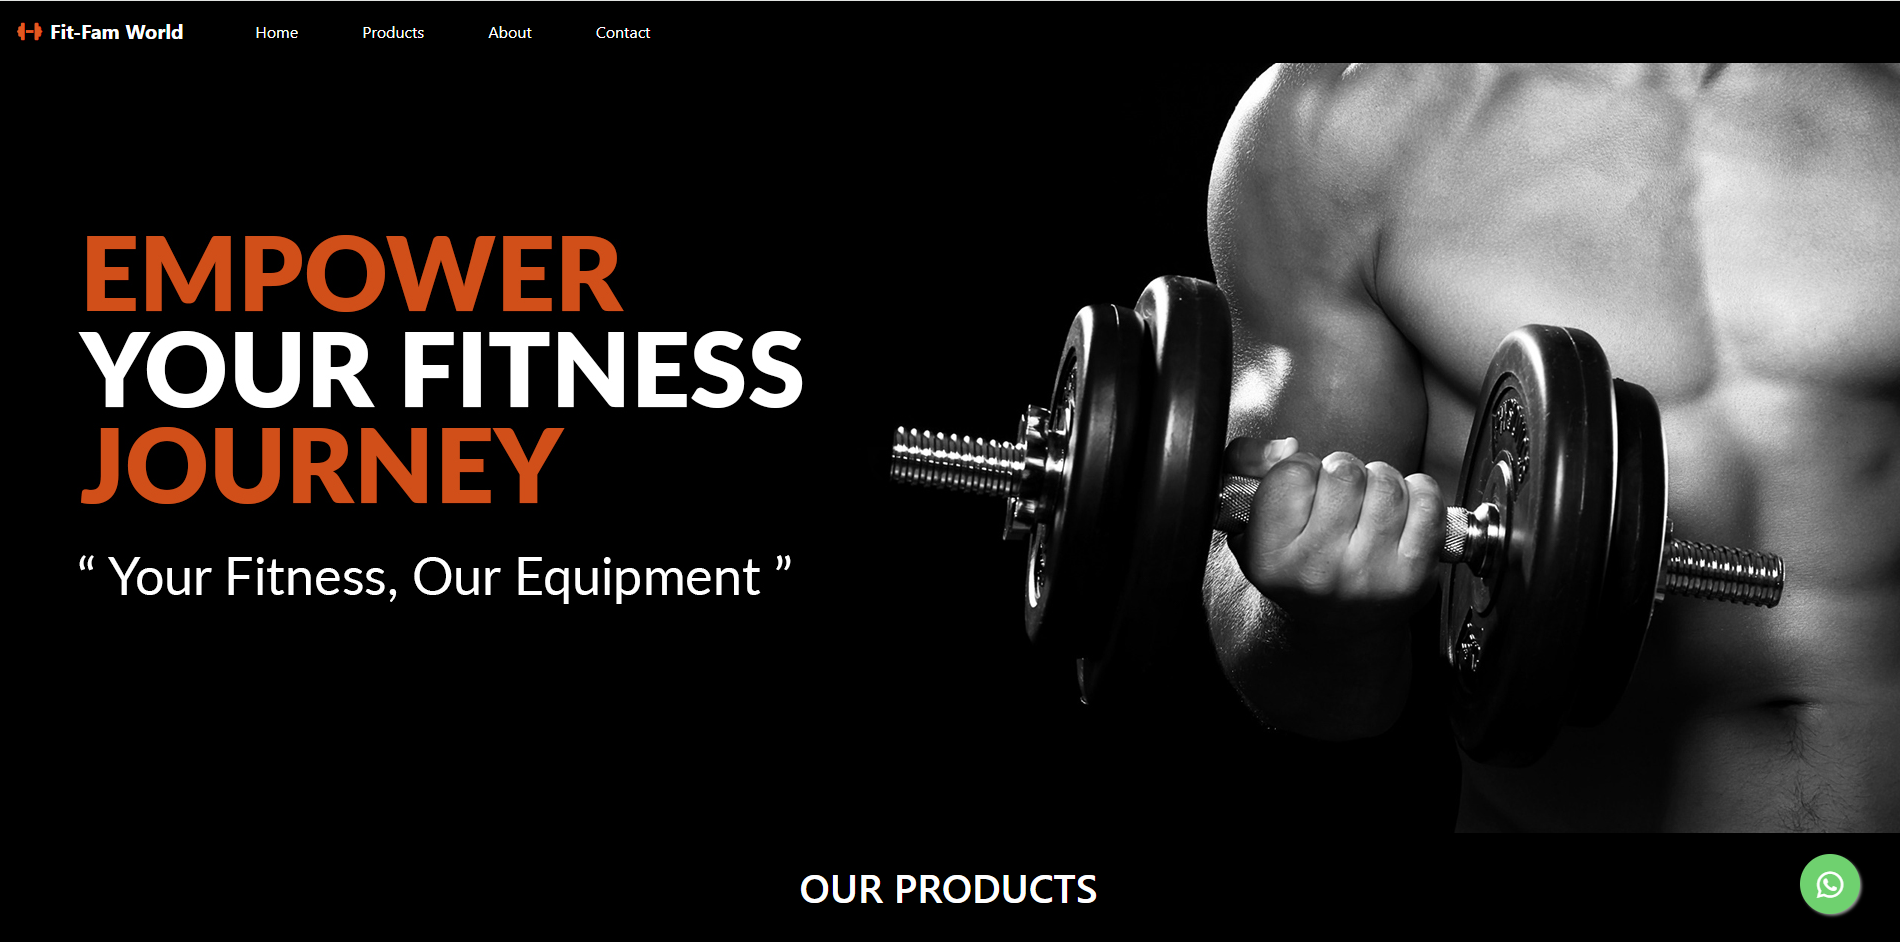 Fit-Fam World
Home
Products
About
Contact
EMPOWER
YOUR FITNESS
JOURNEY
“ Your Fitness, Our Equipment ”
OUR PRODUCTS